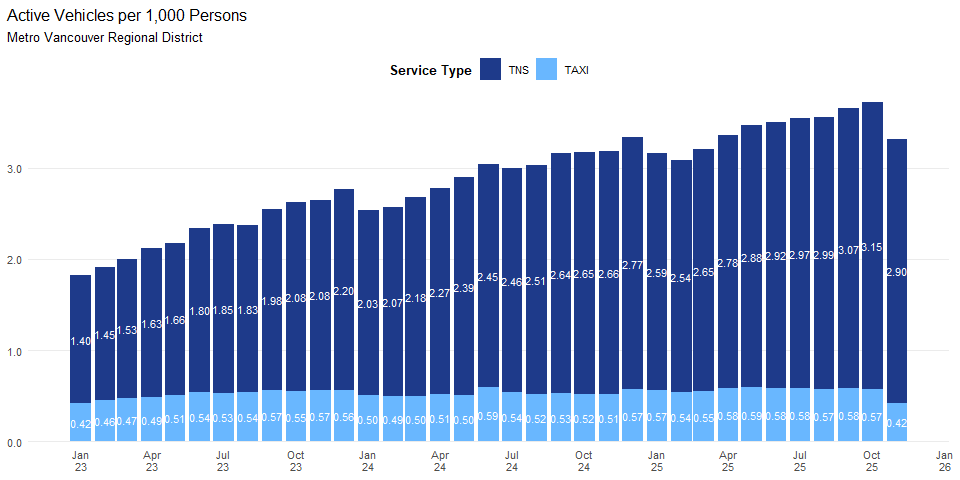 Active Vehicles per 1,000 Persons
Metro Vancouver Regional District
Service Type TNS TAXI
3.0
2.0
1.0
0.0
1.40 1.45 1.53 1.63 1.66 1.80 1.85 1.83 1.98 2.08 2.08 2.20 2.03 2.07 2.18 2.27 2.39 2.45 2.46 2.51 2.64 2.65 2.66 2.77 2.59 2.54 2.65 2.78 2.88 2.92 2.97 2.99 3.07 3.15 2.90
0.42 0.46 0.47 0.49 0.51 0.54 0.53 0.54 0.57 0.55 0.57 0.56 0.50 0.49 0.50 0.51 0.50 0.59 0.54 0.52 0.53 0.52 0.51 0.57 0.57 0.54 0.55 0.58 0.59 0.58 0.58 0.57 0.58 0.57 0.42
Jan Apr Jul Oct Jan Apr Jul Oct Jan Apr Jul Oct Jan
23 23 23 23 24 24 24 24 25 25 25 25 26